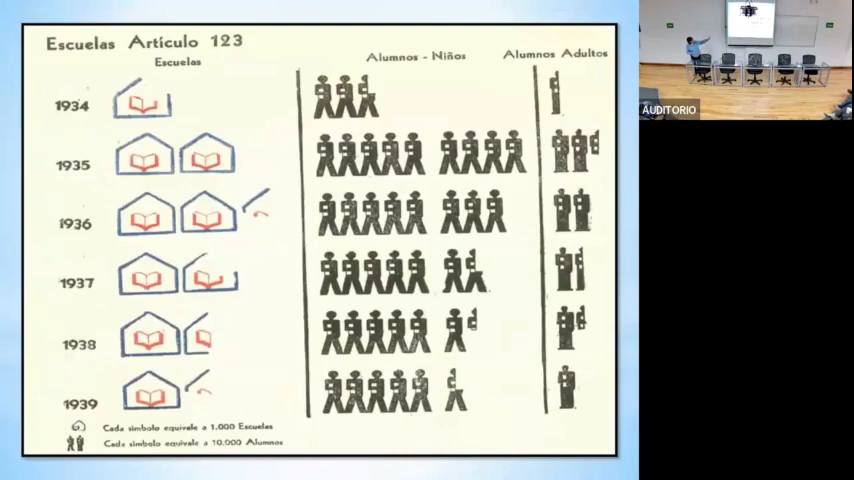 Escuelas Artículo 123
Escuelas
Alumnos - Niños
Alumnos Adultos
1934
1935
1936
1937
1938
1939
Cada símbolo equivale a 1.000 Escuelas
Cada símbolo equivale a 10.000 Alumnos
AUDITORIO